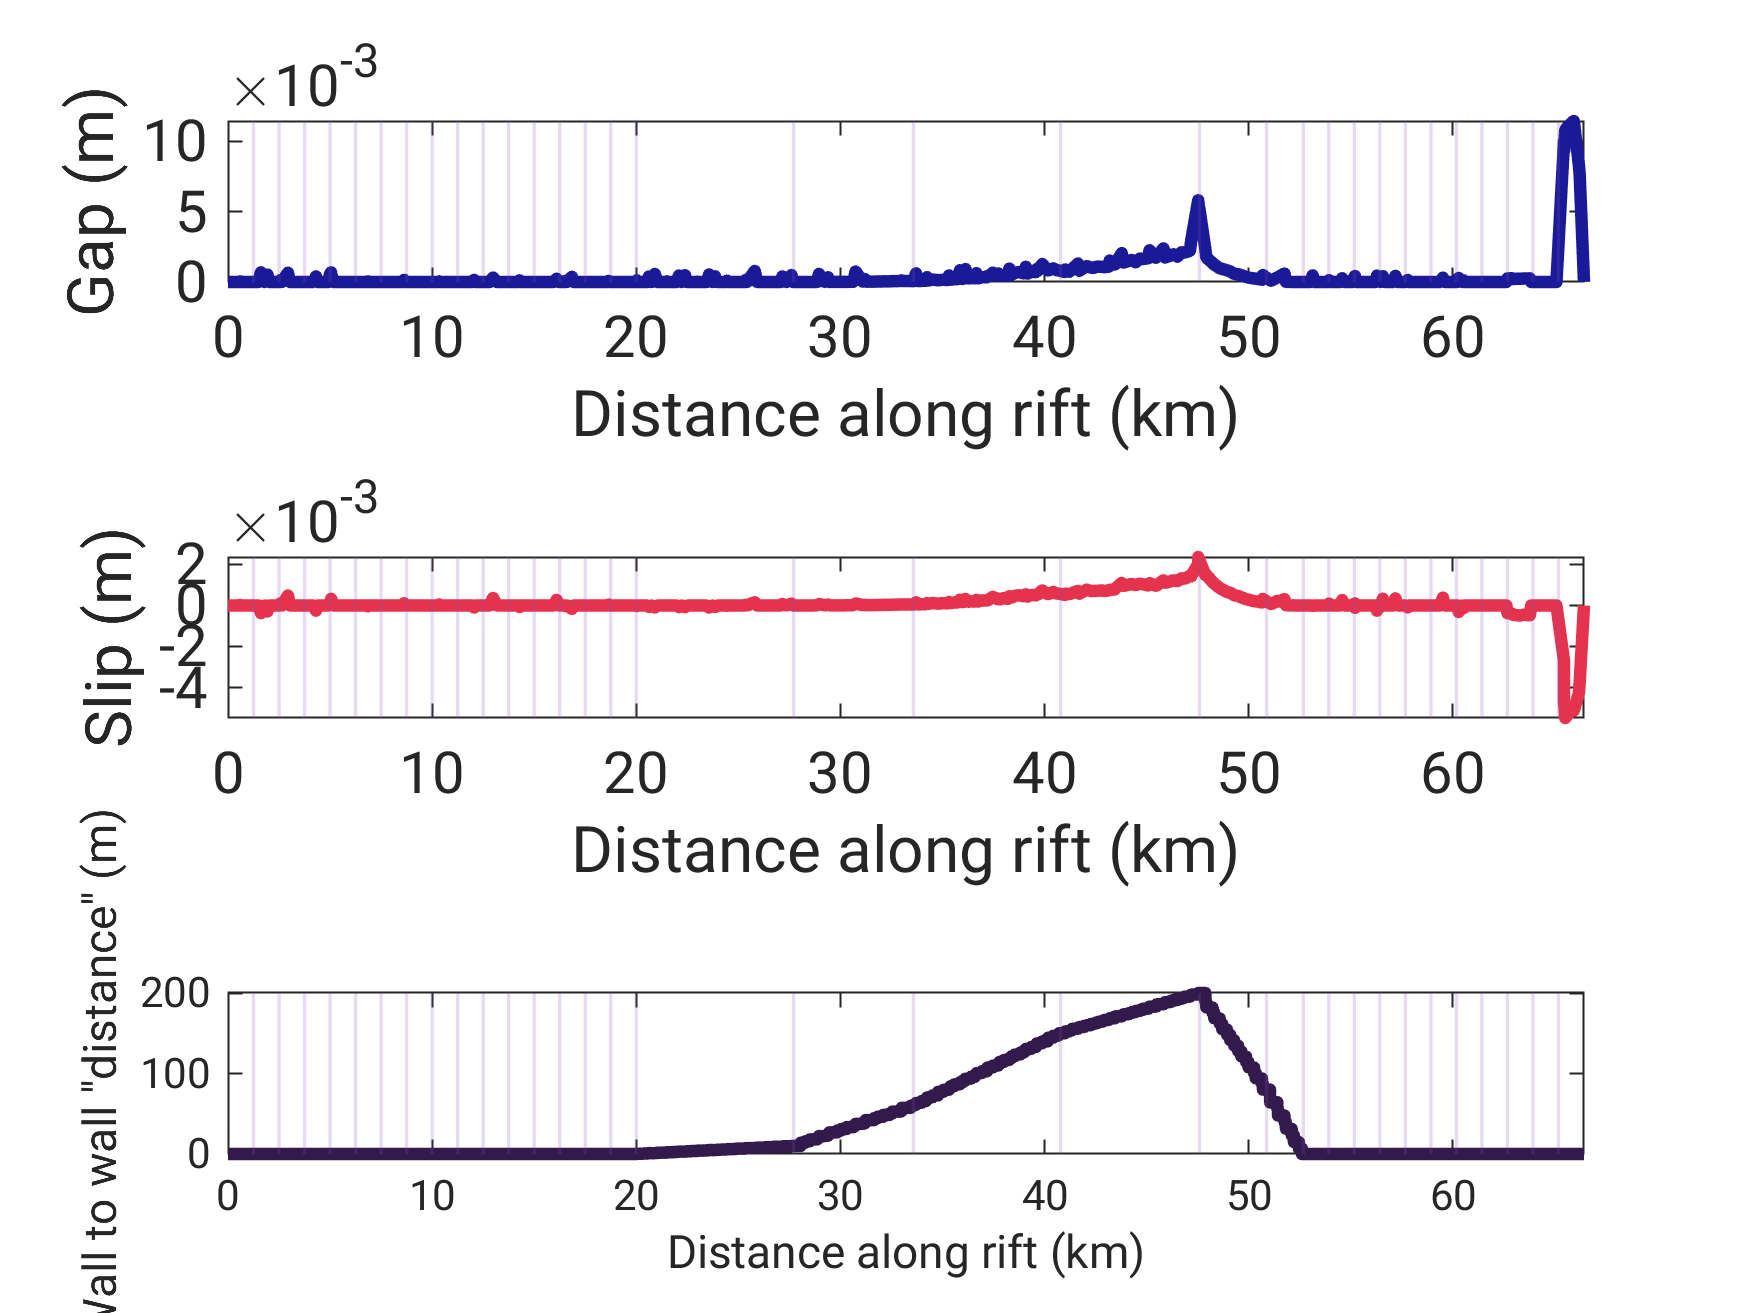 ×10-3
Gap (m)
10
5
0
0 10 20 30 40 50 60
Distance along rift (km)
×10-3
Slip (m)
2
0
-2
-4
0 10 20 30 40 50 60
Distance along rift (km)
to wall "distance" (m)
200
100
0
0 10 20 30 40 50 60
Distance along rift (km)